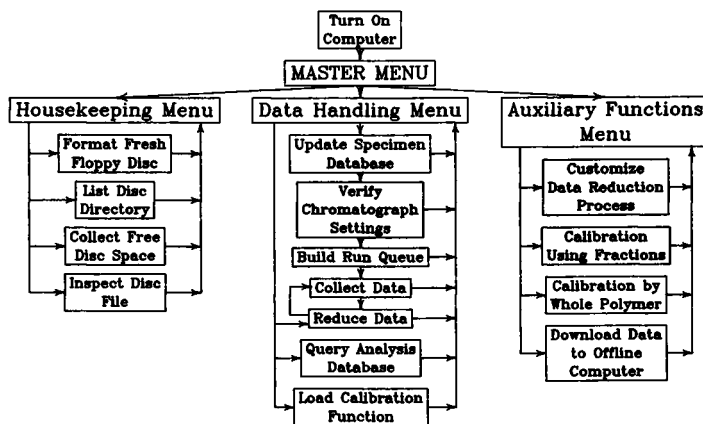 Turn On
Computer
MASTER MENU
Housekeeping Menu
Format Fresh
Floppy Disc
List Disc
Directory
Collect Free
Disc Space
Inspect Disc
File
Data Handling Menu
Update Specimen
Database
Verify
Chromatograph
Settings
Build Run Queue
Collect Data
Reduce Data
Query Analysis
Database
Load Calibration
Function
Auxiliary Functions
Menu
Customize
Data Reduction
Process
Calibration
Using Fractions
Calibration by
Whole Polymer
Download Data
to Offline
Computer